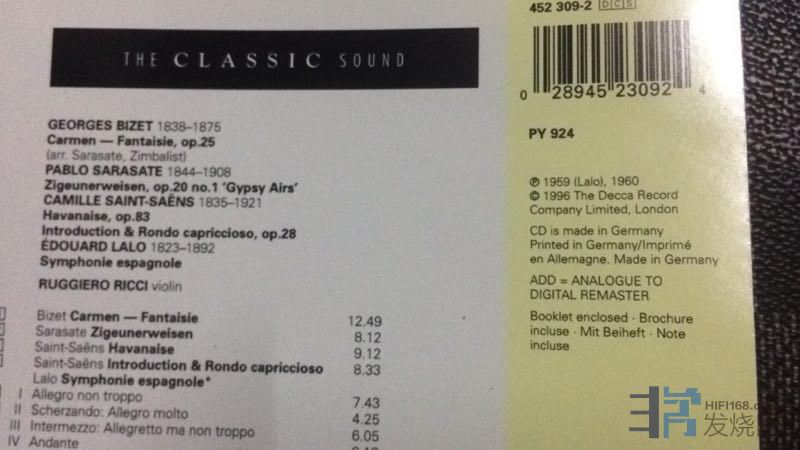 THE CLASSIC SOUND
GEORGES BIZET 1838–1875
Carmen — Fantaisie, op.25
(arr. Sarasate, Zimbalist)
PABLO SARASATE 1844–1908
Zigeunerweisen, op.20 no.1 'Gypsy Airs'
CAMILLE SAINT-SAËNS 1835–1921
Havanaise, op.83
Introduction & Rondo capriccioso, op.28
ÉDOUARD LALO 1823–1892
Symphonie espagnole
RUGGIERO RICCI violin
Bizet Carmen — Fantaisie 12.49
Sarasate Zigeunerweisen 8.12
Saint-Saëns Havanaise 9.12
Saint-Saëns Introduction & Rondo capriccioso 8.33
Lalo Symphonie espagnole*
I Allegro non troppo 7.43
II Scherzando: Allegro molto 4.25
III Intermezzo: Allegretto ma non troppo 6.05
IV Andante
452 309-2 DCS
0 28945 23092 4
PY 924
℗ 1959 (Lalo), 1960
© 1996 The Decca Record
Company Limited, London
CD is made in Germany
Printed in Germany/Imprimé
en Allemagne. Made in Germany
ADD = ANALOGUE TO
DIGITAL REMASTER
Booklet enclosed · Brochure
incluse · Mit Beiheft · Note
incluse
HIFI168.c
发烧